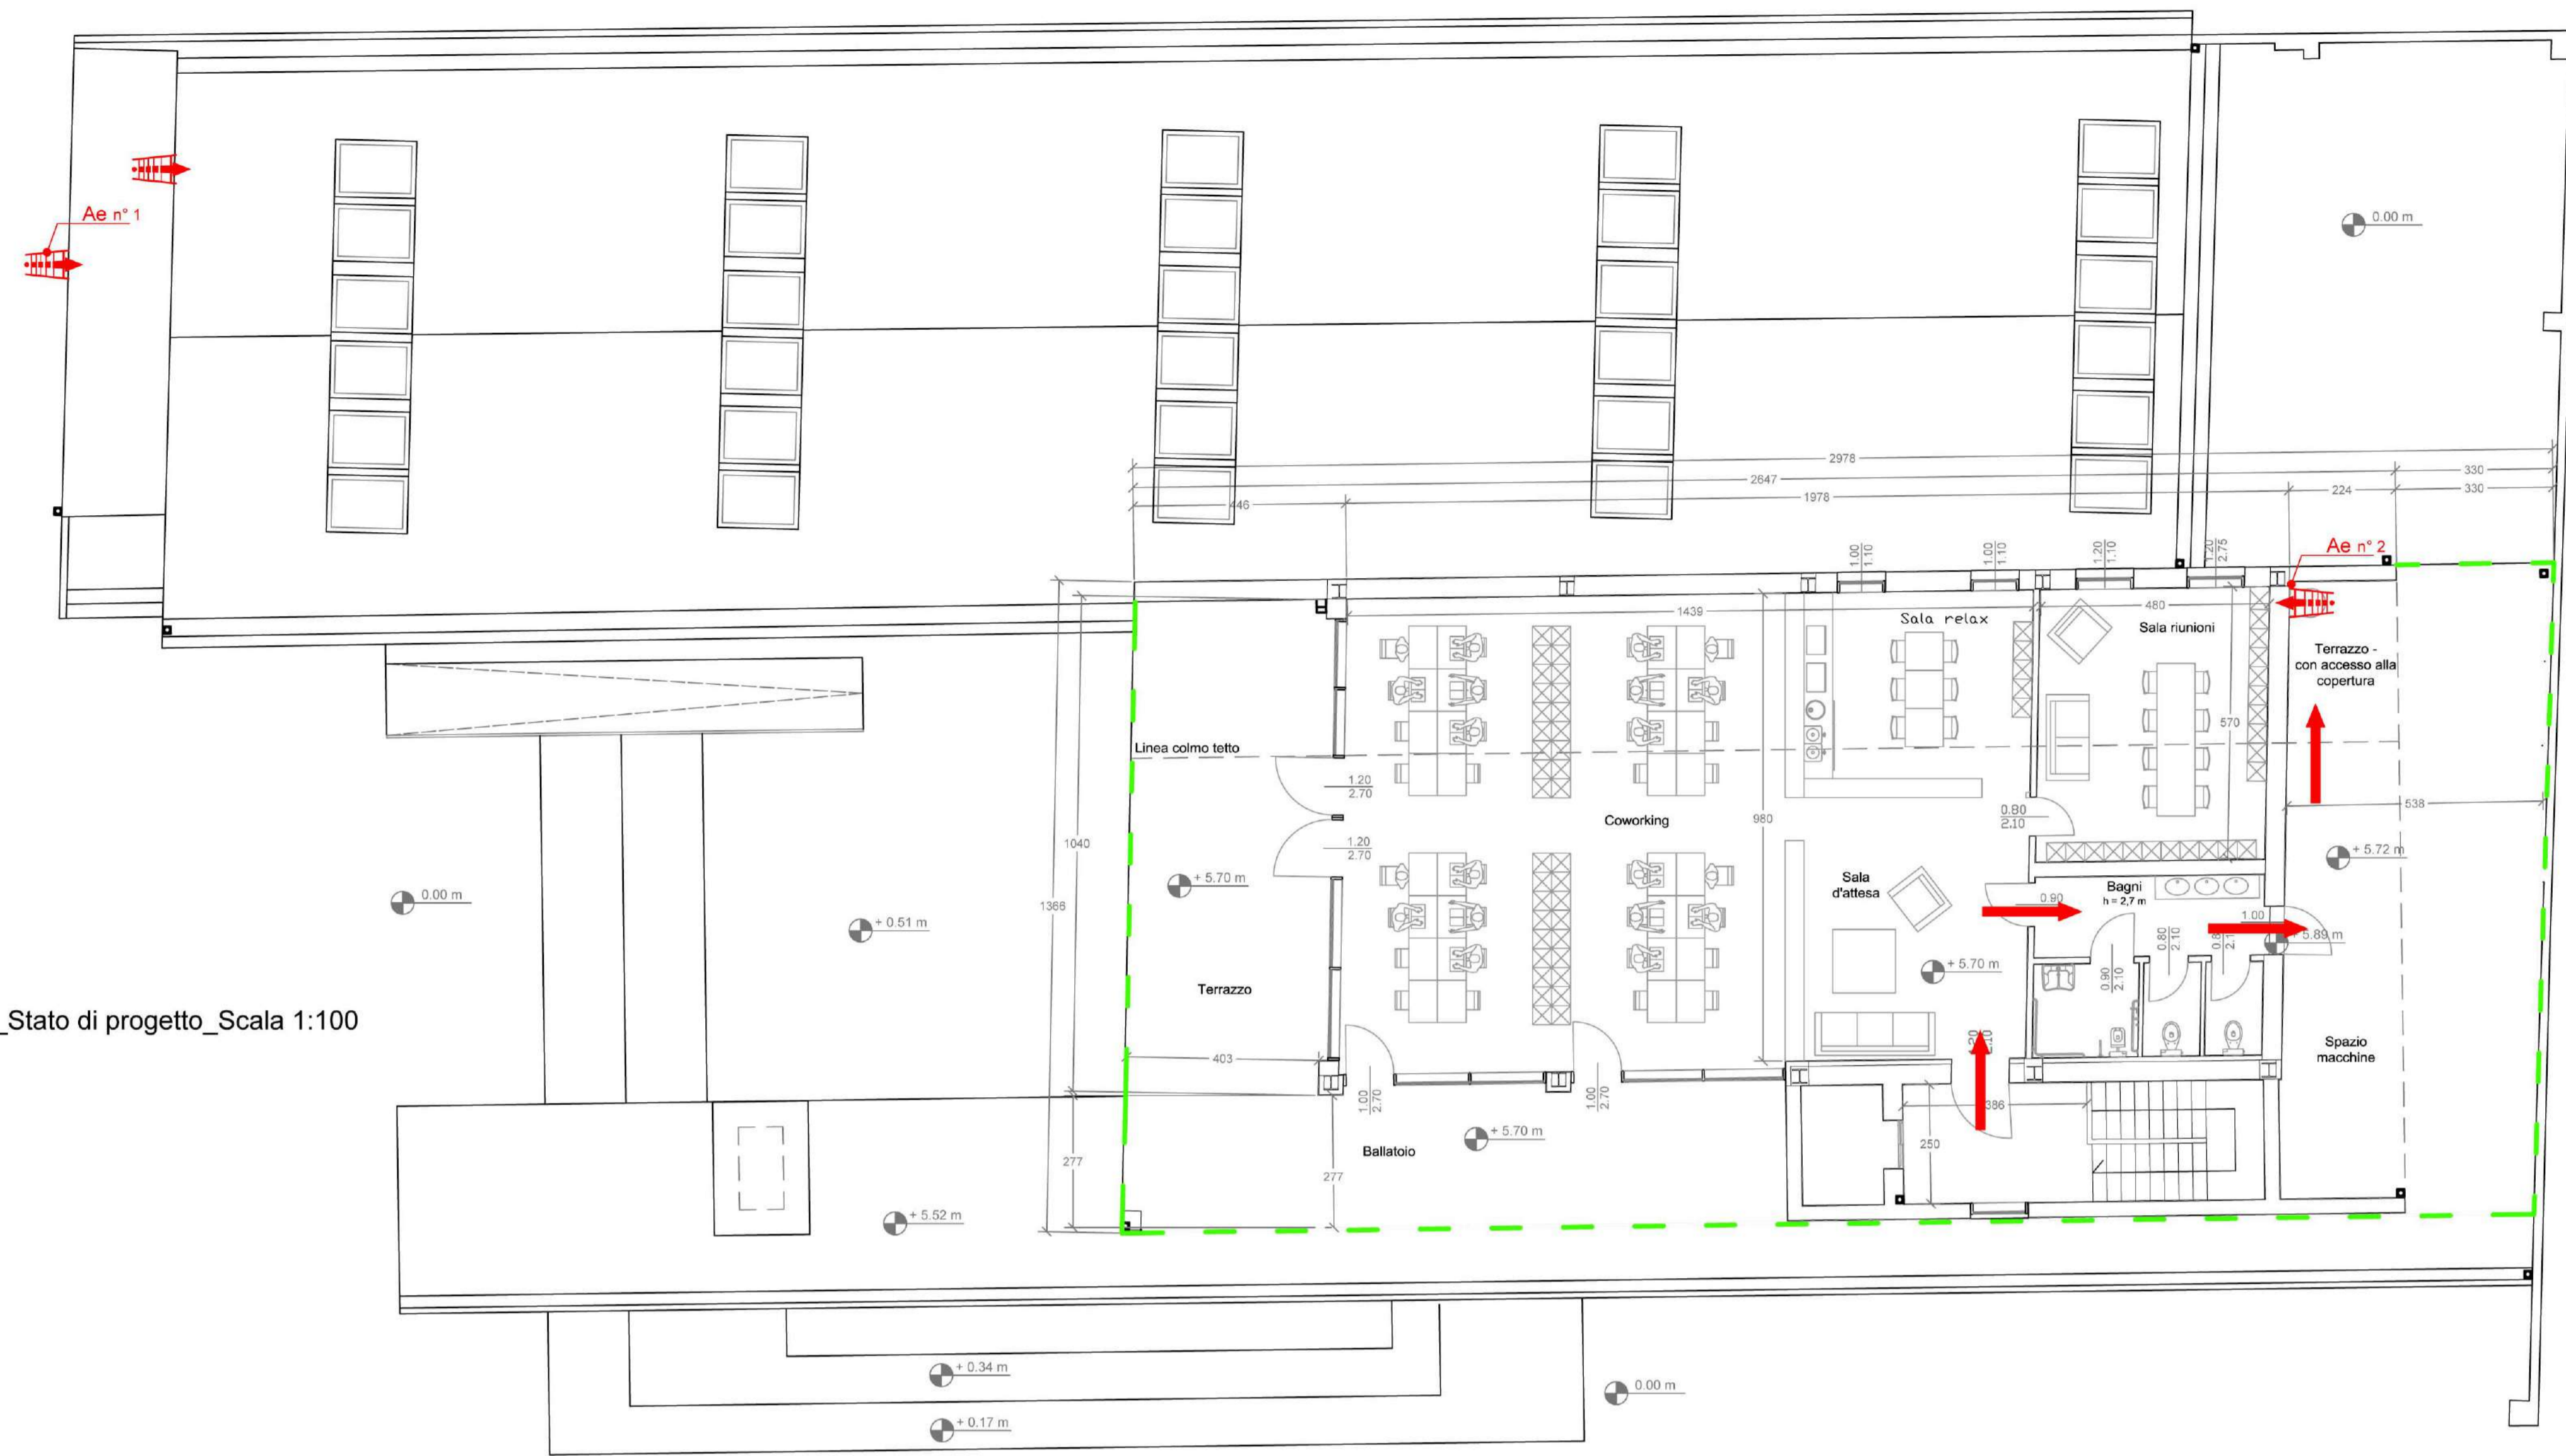 Ae n° 1
0.00 m
2978
330
2647
330
446
1978
224
1.00
1.10
1.00
1.10
1.20
1.10
1.20
2.75
Ae n° 2
1439
Sala relax
480
Sala riunioni
Terrazzo -
con accesso alla
copertura
570
Linea colmo tetto
1.20
2.70
0.80
2.10
538
Coworking
980
1040
1.20
2.70
+ 5.72 m
+ 5.70 m
Sala
d'attesa
Bagni
h = 2,7 m
0.90
1.00
0.00 m
1366
+ 0.51 m
5.89 m
0.80
2.10
+ 5.70 m
0.90
2.10
Terrazzo
_Stato di progetto_Scala 1:100
Spazio
macchine
403
1.00
2.70
1.00
2.70
386
250
+ 5.70 m
Ballatoio
277
277
+ 5.52 m
+ 0.34 m
0.00 m
+ 0.17 m